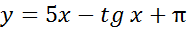 y = 5x − tg x + π